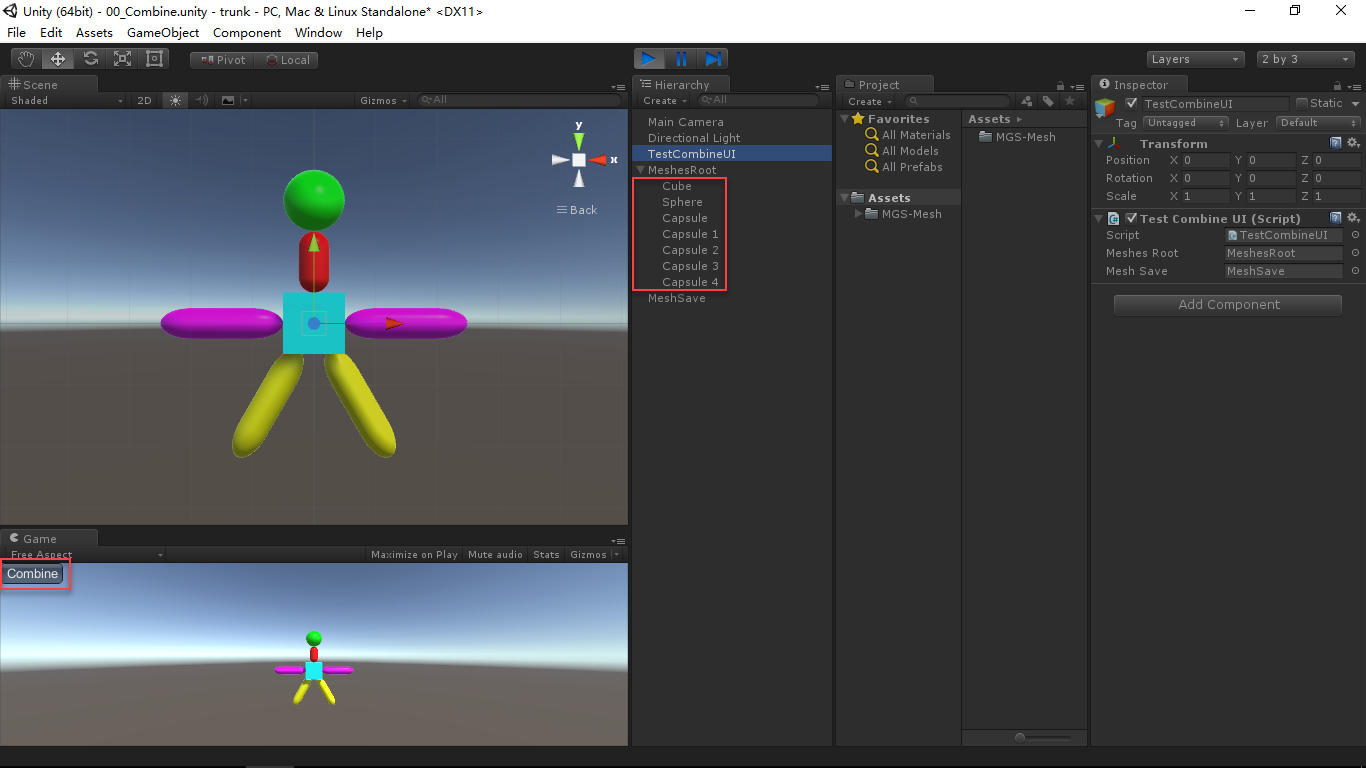 Unity (64bit) - 00_Combine.unity - trunk - PC, Mac & Linux Standalone* <DX11>
File Edit Assets GameObject Component Window Help
Pivot Local
Layers 2 by 3
Scene
Shaded 2D Gizmos All
y
x
Back
Game
Free Aspect Maximize on Play Mute audio Stats Gizmos
Combine
Hierarchy
Create All
Main Camera
Directional Light
TestCombineUI
MeshesRoot
Cube
Sphere
Capsule
Capsule 1
Capsule 2
Capsule 3
Capsule 4
MeshSave
Project
Create
Favorites
All Materials
All Models
All Prefabs
Assets
MGS-Mesh
Assets
MGS-Mesh
Inspector
TestCombineUI Static
Tag Untagged Layer Default
Transform
Position X 0 Y 0 Z 0
Rotation X 0 Y 0 Z 0
Scale X 1 Y 1 Z 1
Test Combine UI (Script)
Script TestCombineUI
Meshes Root MeshesRoot
Mesh Save MeshSave
Add Component